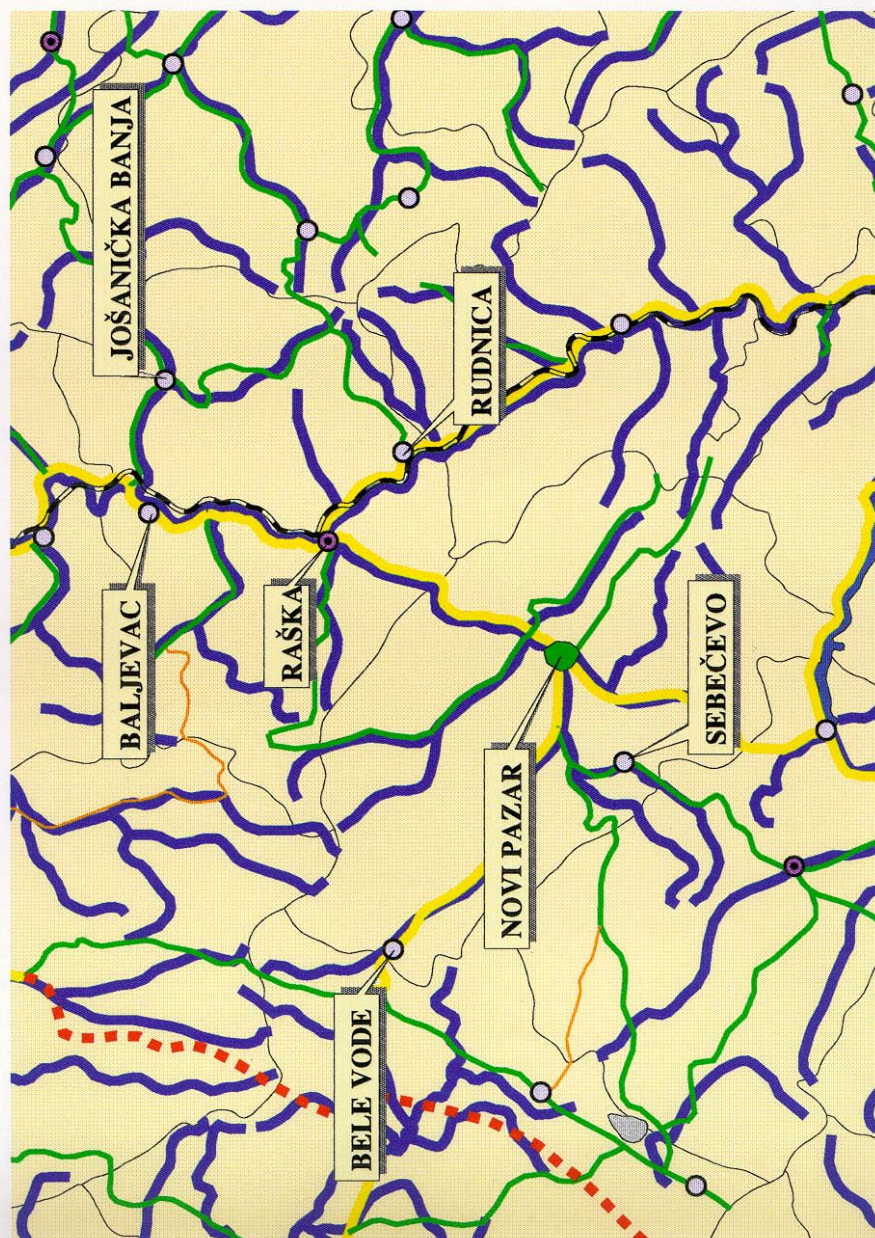 JOŠANIČKA BANJA
BALJEVAC
RAŠKA
RUDNICA
NOVI PAZAR
SEBEČEVO
BELE VODE